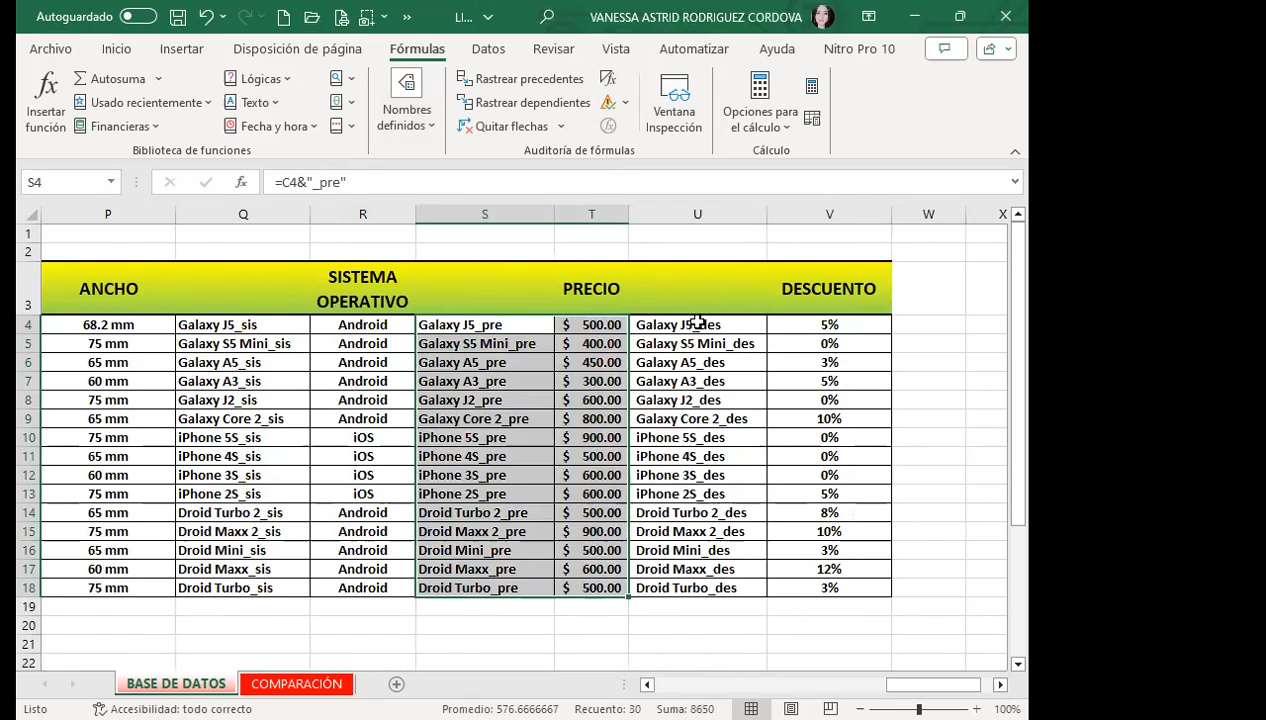 Autoguardado LI... VANESSA ASTRID RODRIGUEZ CORDOVA
Archivo Inicio Insertar Disposición de página Fórmulas Datos Revisar Vista Automatizar Ayuda Nitro Pro 10
Insertar función
Autosuma
Usado recientemente
Financieras
Lógicas
Texto
Fecha y hora
Biblioteca de funciones
Nombres definidos
Rastrear precedentes
Rastrear dependientes
Quitar flechas
Auditoría de fórmulas
Ventana Inspección
Opciones para el cálculo
Cálculo
S4 fx =C4&"_pre"
P Q R S T U V W X
1
2
3 ANCHO SISTEMA OPERATIVO PRECIO DESCUENTO
4 68.2 mm Galaxy J5_sis Android Galaxy J5_pre $ 500.00 Galaxy J5_des 5%
5 75 mm Galaxy S5 Mini_sis Android Galaxy S5 Mini_pre $ 400.00 Galaxy S5 Mini_des 0%
6 65 mm Galaxy A5_sis Android Galaxy A5_pre $ 450.00 Galaxy A5_des 3%
7 60 mm Galaxy A3_sis Android Galaxy A3_pre $ 300.00 Galaxy A3_des 5%
8 75 mm Galaxy J2_sis Android Galaxy J2_pre $ 600.00 Galaxy J2_des 0%
9 65 mm Galaxy Core 2_sis Android Galaxy Core 2_pre $ 800.00 Galaxy Core 2_des 10%
10 75 mm iPhone 5S_sis iOS iPhone 5S_pre $ 900.00 iPhone 5S_des 0%
11 65 mm iPhone 4S_sis iOS iPhone 4S_pre $ 500.00 iPhone 4S_des 0%
12 60 mm iPhone 3S_sis iOS iPhone 3S_pre $ 600.00 iPhone 3S_des 0%
13 75 mm iPhone 2S_sis iOS iPhone 2S_pre $ 600.00 iPhone 2S_des 5%
14 65 mm Droid Turbo 2_sis Android Droid Turbo 2_pre $ 500.00 Droid Turbo 2_des 8%
15 75 mm Droid Maxx 2_sis Android Droid Maxx 2_pre $ 900.00 Droid Maxx 2_des 10%
16 65 mm Droid Mini_sis Android Droid Mini_pre $ 500.00 Droid Mini_des 3%
17 60 mm Droid Maxx_sis Android Droid Maxx_pre $ 600.00 Droid Maxx_des 12%
18 75 mm Droid Turbo_sis Android Droid Turbo_pre $ 500.00 Droid Turbo_des 3%
19
20
21
22
BASE DE DATOS COMPARACIÓN
Listo Accesibilidad: todo correcto Promedio: 576.6666667 Recuento: 30 Suma: 8650 100%